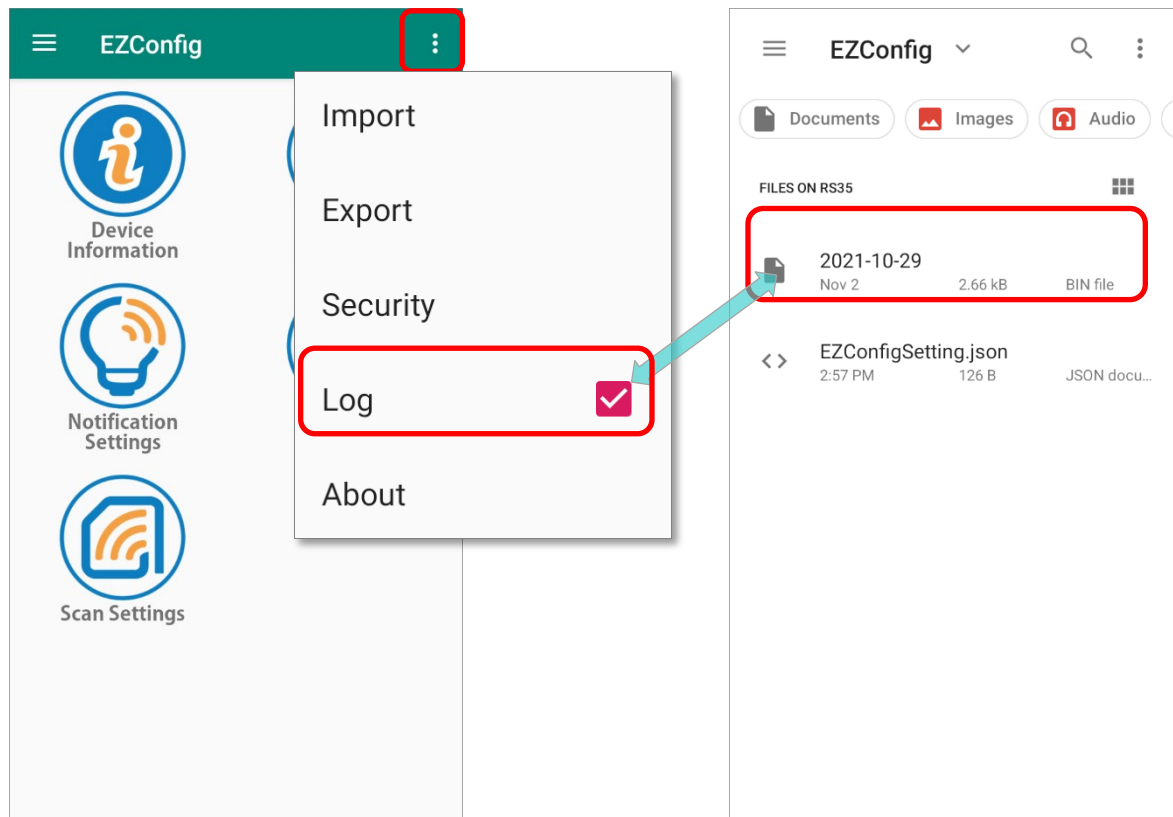 EZConfig
Device
Information
Notification
Settings
Scan Settings
Import
Export
Security
Log
About
EZConfig
Documents
Images
Audio
FILES ON RS35
2021-10-29
Nov 2 2.66 kB BIN file
EZConfigSetting.json
2:57 PM 126 B JSON docu...